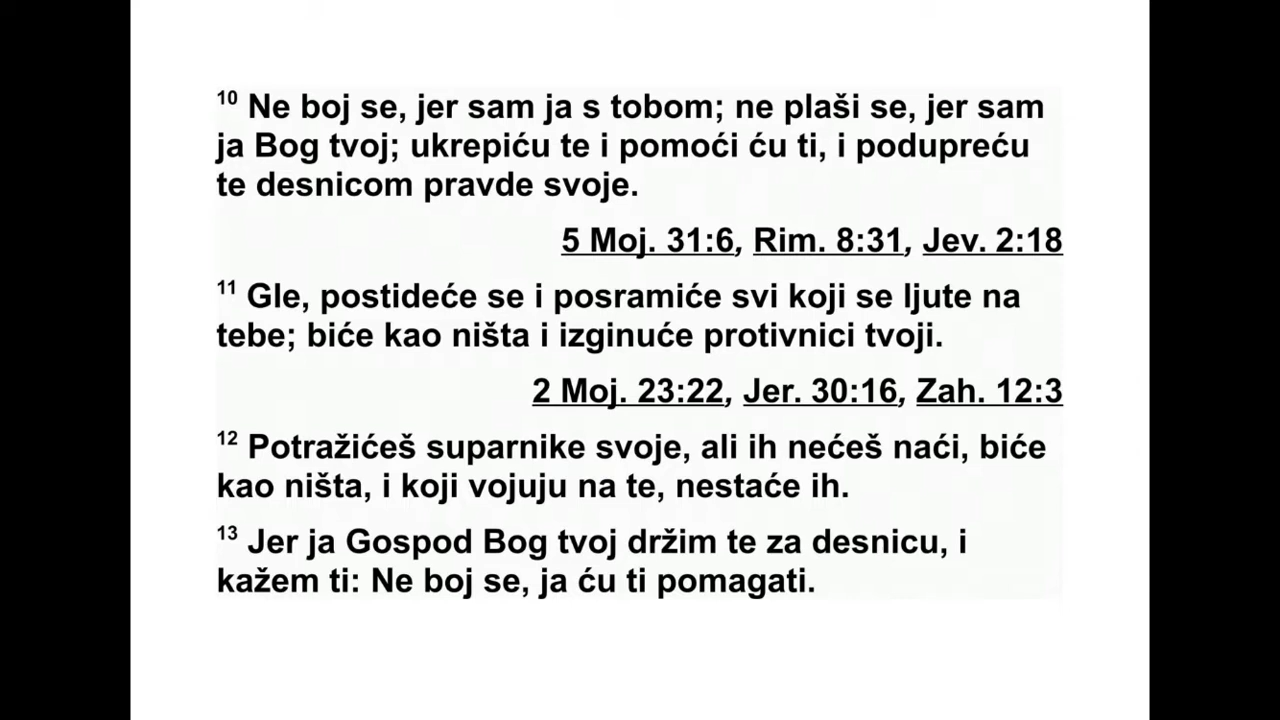 10 Ne boj se, jer sam ja s tobom; ne plaši se, jer sam
ja Bog tvoj; ukrepiću te i pomoći ću ti, i podupreću
te desnicom pravde svoje.
5 Moj. 31:6, Rim. 8:31, Jev. 2:18
11 Gle, postideće se i posramiće svi koji se ljute na
tebe; biće kao ništa i izginuće protivnici tvoji.
2 Moj. 23:22, Jer. 30:16, Zah. 12:3
12 Potražićeš suparnike svoje, ali ih nećeš naći, biće
kao ništa, i koji vojuju na te, nestaće ih.
13 Jer ja Gospod Bog tvoj držim te za desnicu, i
kažem ti: Ne boj se, ja ću ti pomagati.